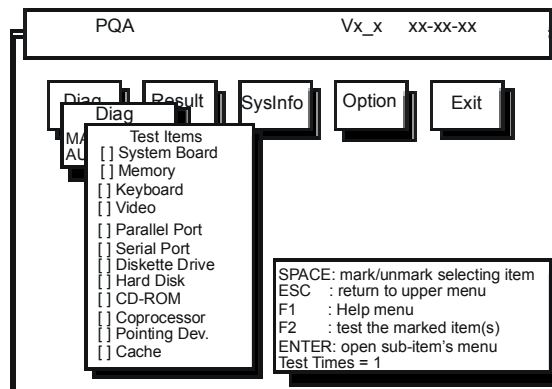 PQA Vx_x xx-xx-xx
Diag Result SysInfo Option Exit
Diag
MA
AU
Test Items
[ ] System Board
[ ] Memory
[ ] Keyboard
[ ] Video
[ ] Parallel Port
[ ] Serial Port
[ ] Diskette Drive
[ ] Hard Disk
[ ] CD-ROM
[ ] Coprocessor
[ ] Pointing Dev.
[ ] Cache
SPACE: mark/unmark selecting item
ESC : return to upper menu
F1 : Help menu
F2 : test the marked item(s)
ENTER: open sub-item's menu
Test Times = 1